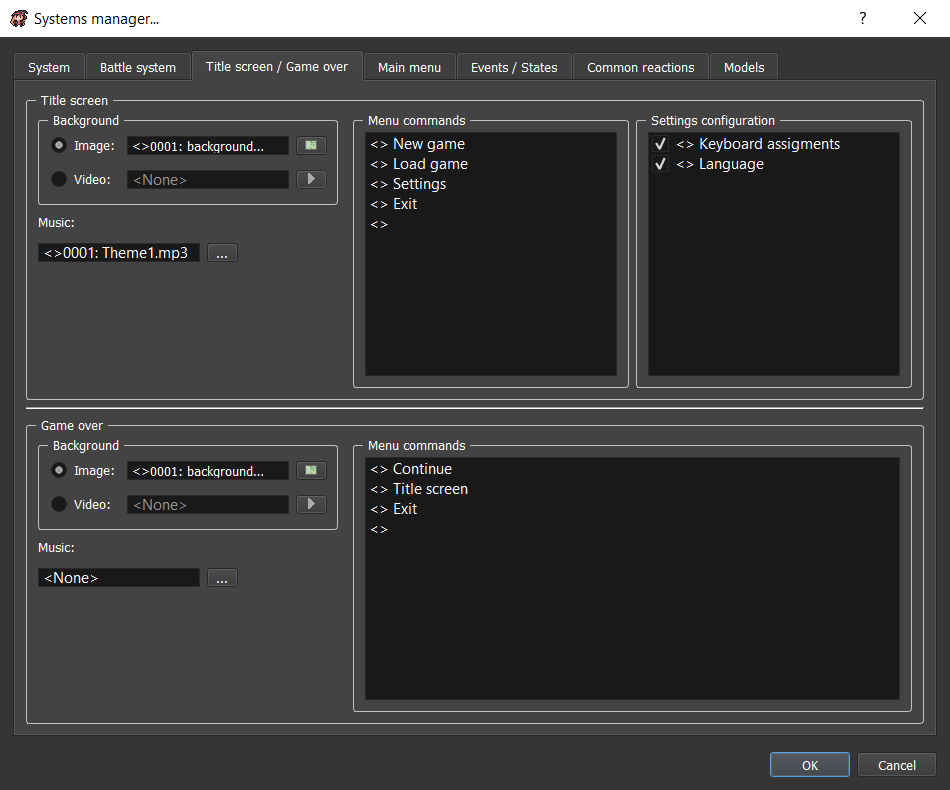 Systems manager...
?
System
Battle system
Title screen / Game over
Main menu
Events / States
Common reactions
Models
Title screen
Background
Image:
<>0001: background...
Video:
<None>
Music:
<>0001: Theme1.mp3
...
Menu commands
<> New game
<> Load game
<> Settings
<> Exit
<>
Settings configuration
<> Keyboard assigments
<> Language
Game over
Background
Image:
<>0001: background...
Video:
<None>
Music:
<None>
...
Menu commands
<> Continue
<> Title screen
<> Exit
<>
OK
Cancel